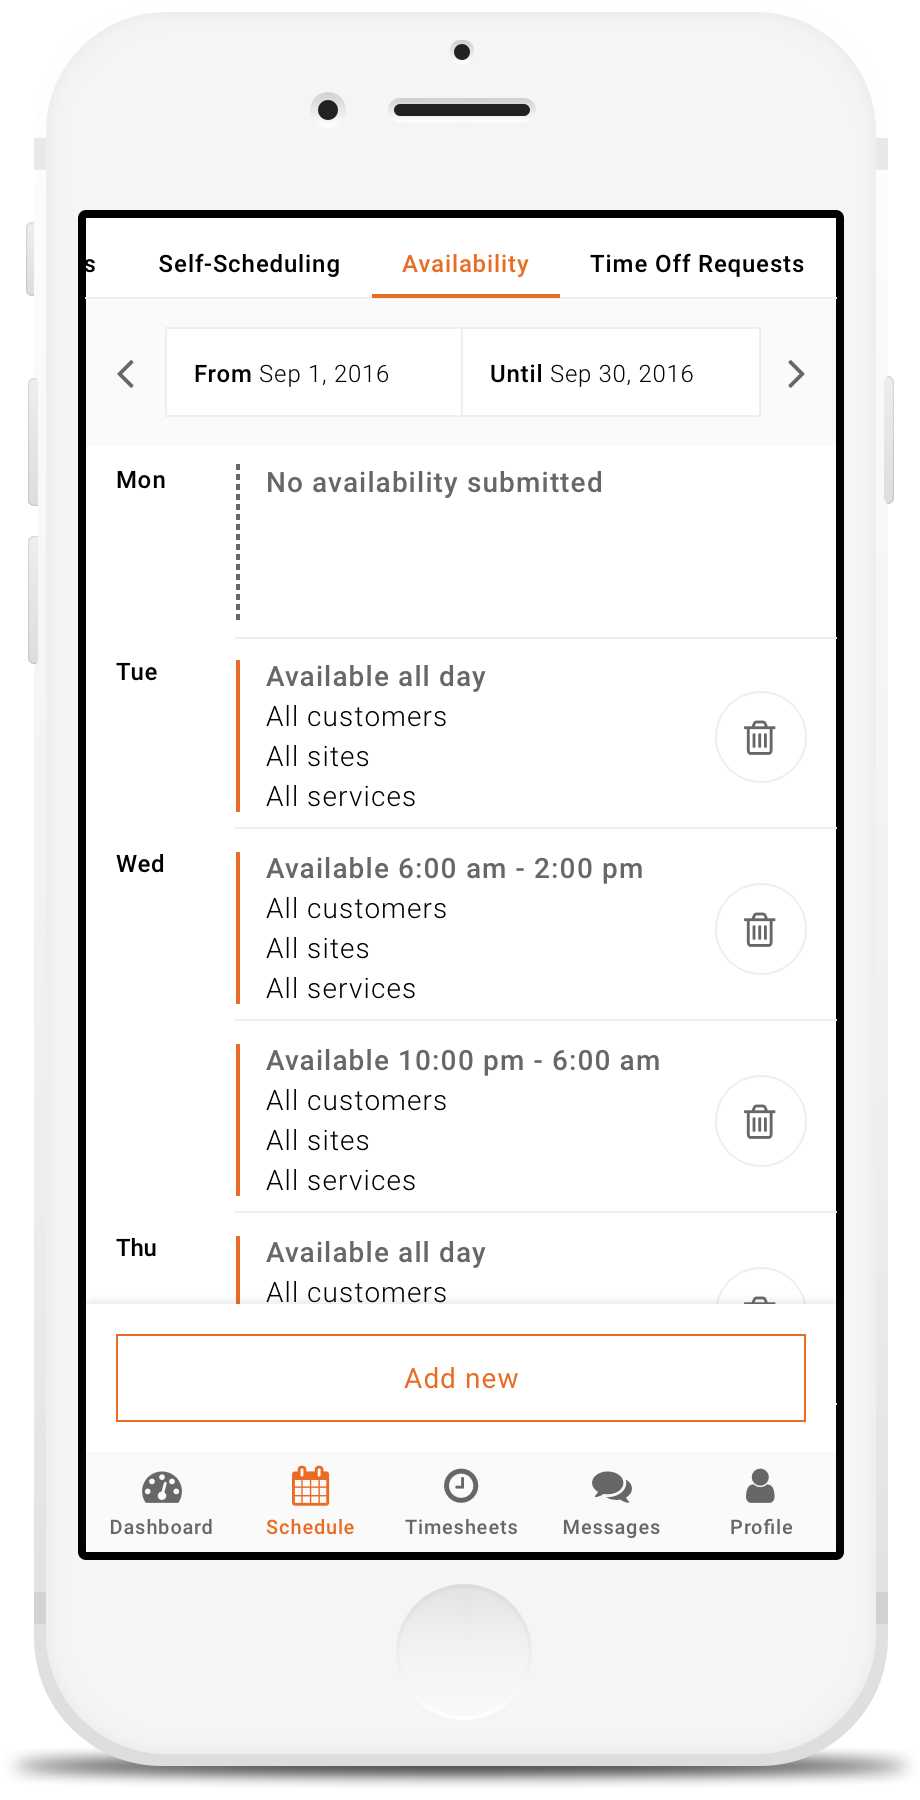 s Self-Scheduling Availability Time Off Requests
From Sep 1, 2016 Until Sep 30, 2016
Mon No availability submitted
Tue Available all day
All customers
All sites
All services
Wed Available 6:00 am - 2:00 pm
All customers
All sites
All services
Available 10:00 pm - 6:00 am
All customers
All sites
All services
Thu Available all day
All customers
Add new
Dashboard Schedule Timesheets Messages Profile